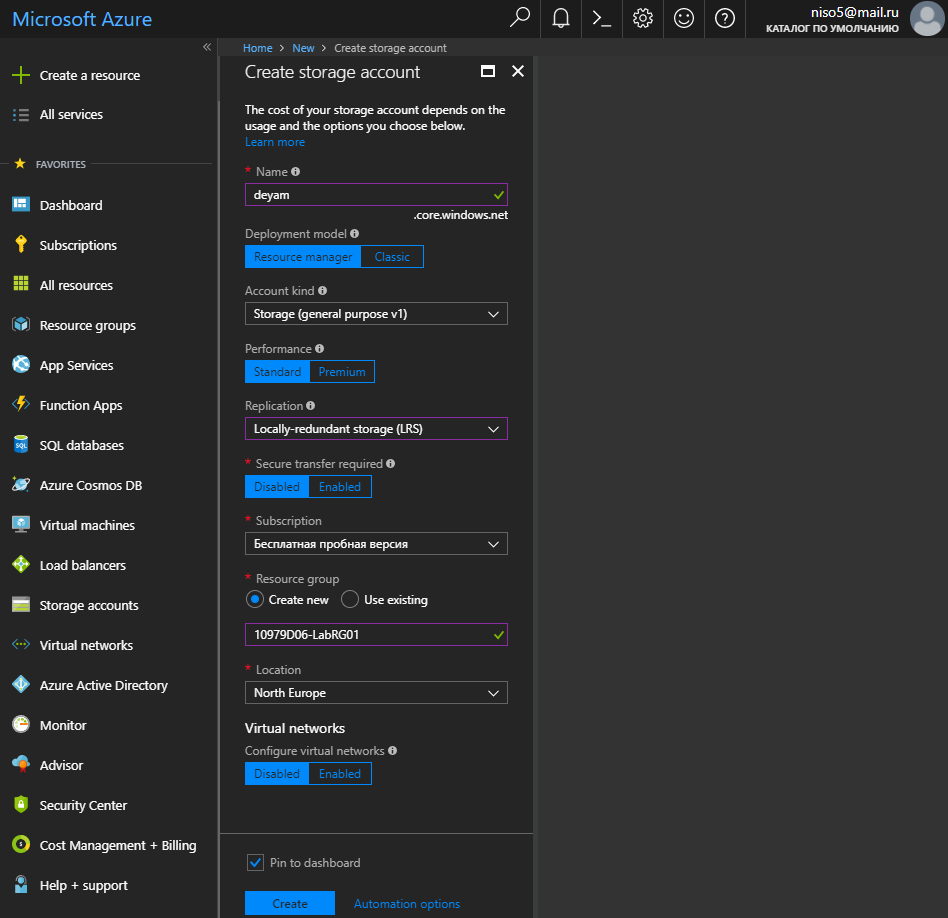 Microsoft Azure
niso5@mail.ru
КАТАЛОГ ПО УМОЛЧАНИЮ
Create a resource
All services
FAVORITES
Dashboard
Subscriptions
All resources
Resource groups
App Services
Function Apps
SQL databases
Azure Cosmos DB
Virtual machines
Load balancers
Storage accounts
Virtual networks
Azure Active Directory
Monitor
Advisor
Security Center
Cost Management + Billing
Help + support
Home > New > Create storage account
Create storage account
The cost of your storage account depends on the
usage and the options you choose below.
Learn more
* Name
deyam
.core.windows.net
Deployment model
Resource manager Classic
Account kind
Storage (general purpose v1)
Performance
Standard Premium
Replication
Locally-redundant storage (LRS)
* Secure transfer required
Disabled Enabled
* Subscription
Бесплатная пробная версия
* Resource group
Create new Use existing
10979D06-LabRG01
* Location
North Europe
Virtual networks
Configure virtual networks
Disabled Enabled
Pin to dashboard
Create Automation options